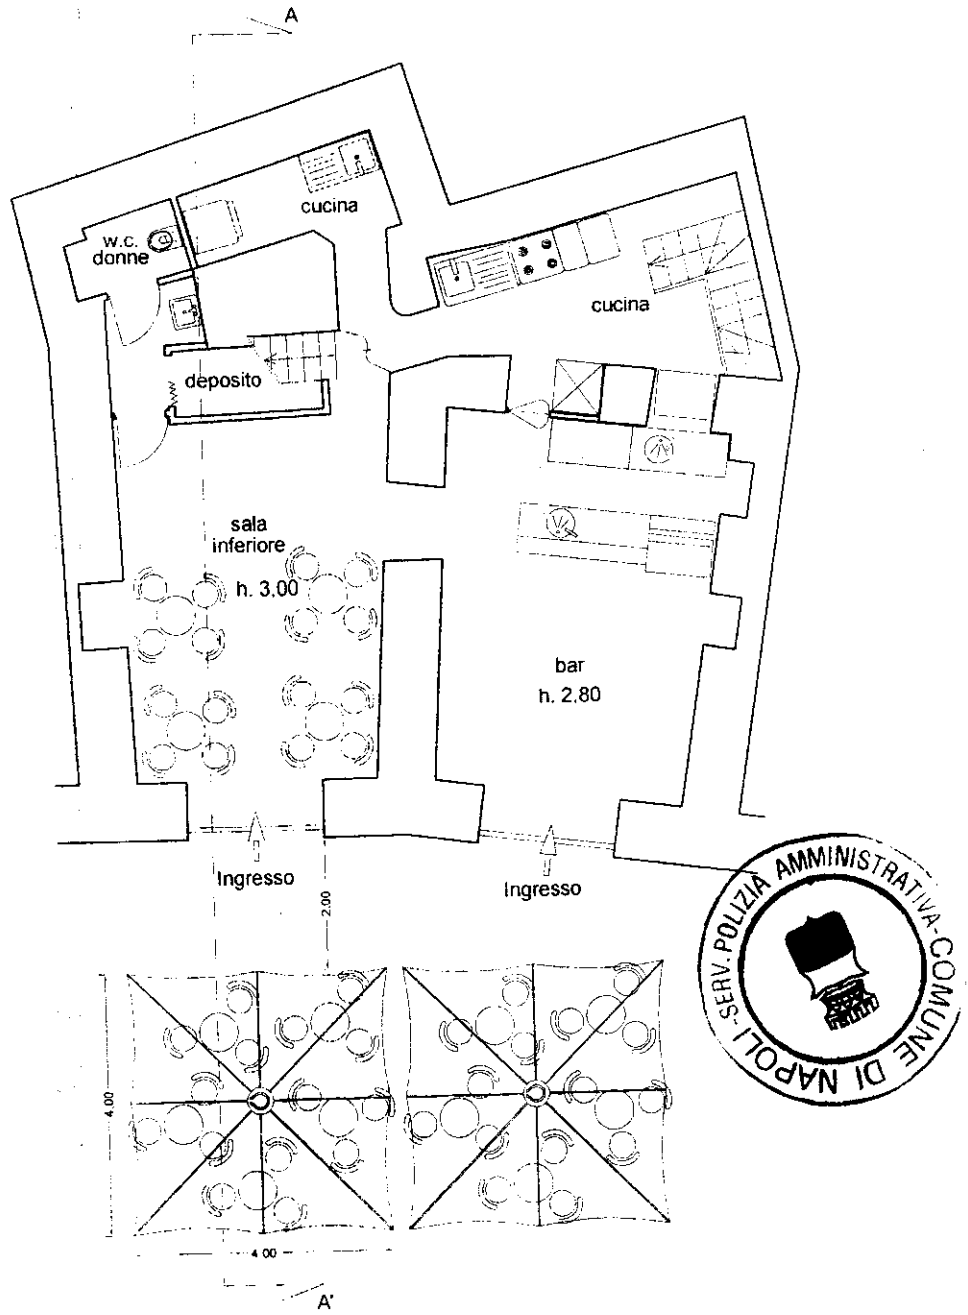 A
cucina
w.c.
donne
cucina
deposito
sala
inferiore
h. 3.00
bar
h. 2.80
Ingresso
Ingresso
2.00
SERV. POLIZIA AMMINISTRATIVA - COMUNE DI NAPOLI -
4.00
4.00
A'